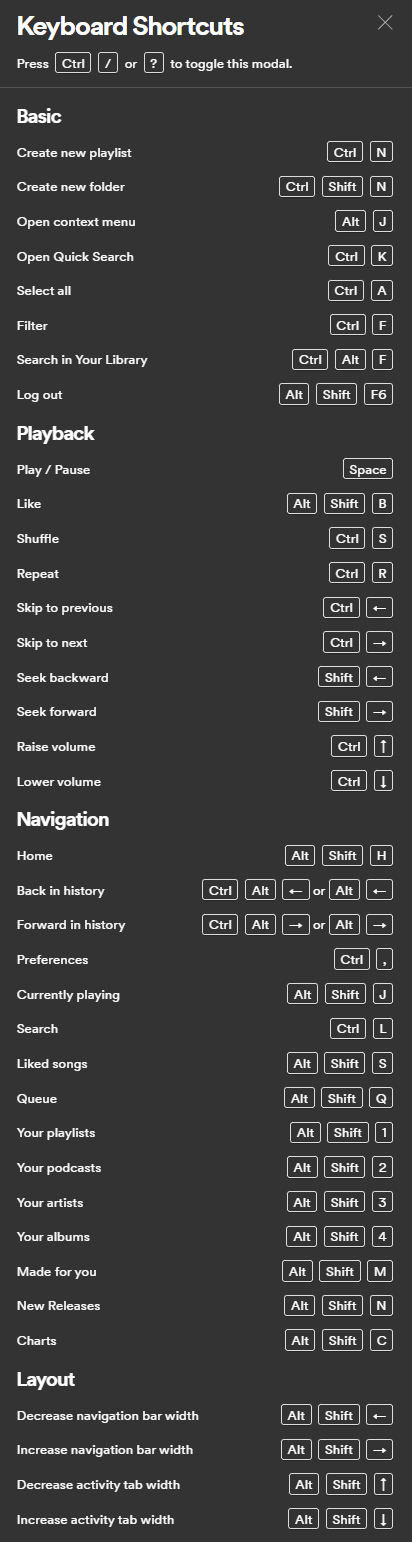 Keyboard Shortcuts
Press Ctrl / or ? to toggle this modal.
Basic
Create new playlist Ctrl N
Create new folder Ctrl Shift N
Open context menu Alt J
Open Quick Search Ctrl K
Select all Ctrl A
Filter Ctrl F
Search in Your Library Ctrl Alt F
Log out Alt Shift F6
Playback
Play / Pause Space
Like Alt Shift B
Shuffle Ctrl S
Repeat Ctrl R
Skip to previous Ctrl ←
Skip to next Ctrl →
Seek backward Shift ←
Seek forward Shift →
Raise volume Ctrl ↑
Lower volume Ctrl ↓
Navigation
Home Alt Shift H
Back in history Ctrl Alt ← or Alt ←
Forward in history Ctrl Alt → or Alt →
Preferences Ctrl ,
Currently playing Alt Shift J
Search Ctrl L
Liked songs Alt Shift S
Queue Alt Shift Q
Your playlists Alt Shift 1
Your podcasts Alt Shift 2
Your artists Alt Shift 3
Your albums Alt Shift 4
Made for you Alt Shift M
New Releases Alt Shift N
Charts Alt Shift C
Layout
Decrease navigation bar width Alt Shift ←
Increase navigation bar width Alt Shift →
Decrease activity tab width Alt Shift ↑
Increase activity tab width Alt Shift ↓